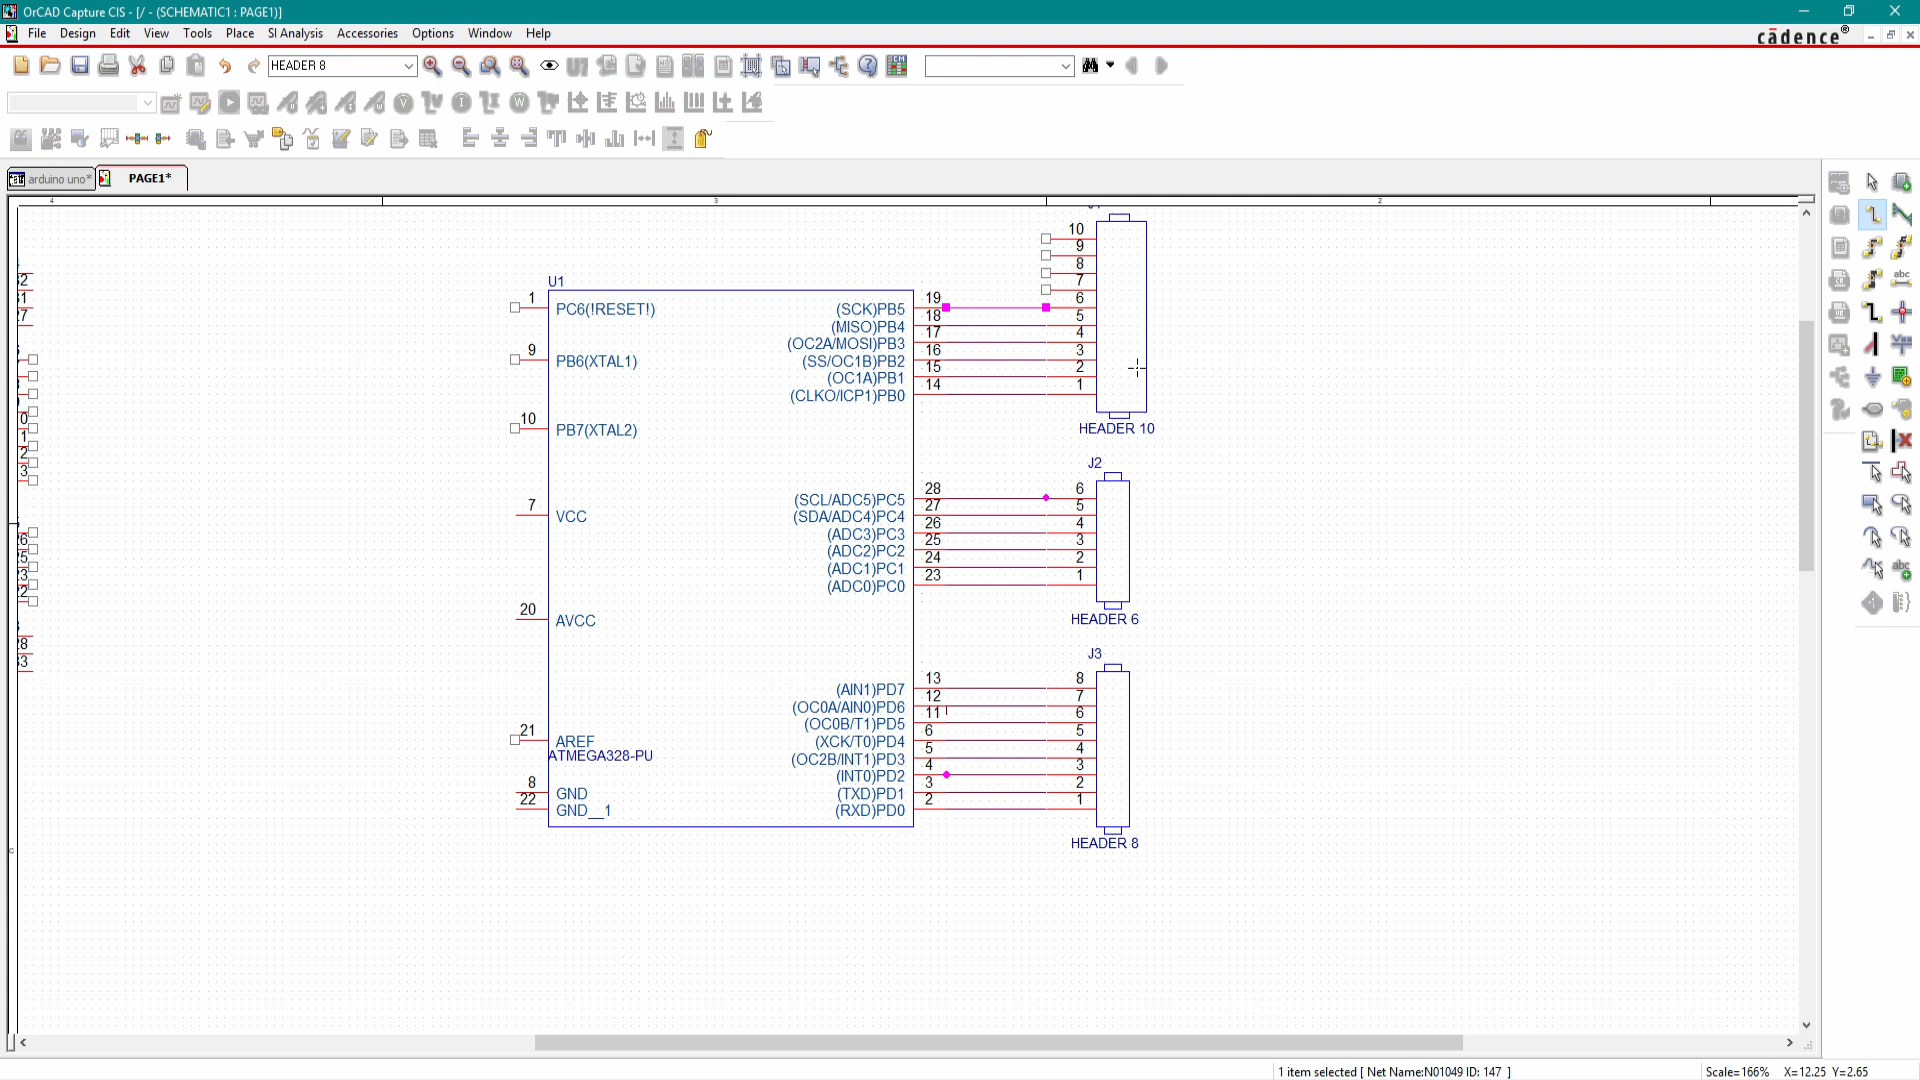 OrCAD Capture CIS - [/ - (SCHEMATIC1 : PAGE1)]
File Design Edit View Tools Place SI Analysis Accessories Options Window Help
cādence®
HEADER 8
arduino uno*
PAGE1*
4 3 2
U1
1 PC6(!RESET!)
9 PB6(XTAL1)
10 PB7(XTAL2)
7 VCC
20 AVCC
21 AREF
ATMEGA328-PU
8 GND
22 GND__1
(SCK)PB5 19
(MISO)PB4 18
(OC2A/MOSI)PB3 17
(SS/OC1B)PB2 16
(OC1A)PB1 15
(CLKO/ICP1)PB0 14
(SCL/ADC5)PC5 28
(SDA/ADC4)PC4 27
(ADC3)PC3 26
(ADC2)PC2 25
(ADC1)PC1 24
(ADC0)PC0 23
(AIN1)PD7 13
(OC0A/AIN0)PD6 12
(OC0B/T1)PD5 11
(XCK/T0)PD4 6
(OC2B/INT1)PD3 5
(INT0)PD2 4
(TXD)PD1 3
(RXD)PD0 2
10
9
8
7
6
5
4
3
2
1
HEADER 10
J2
6
5
4
3
2
1
HEADER 6
J3
8
7
6
5
4
3
2
1
HEADER 8
1 item selected [ Net Name:N01049 ID: 147 ]
Scale=166% X=12.25 Y=2.65